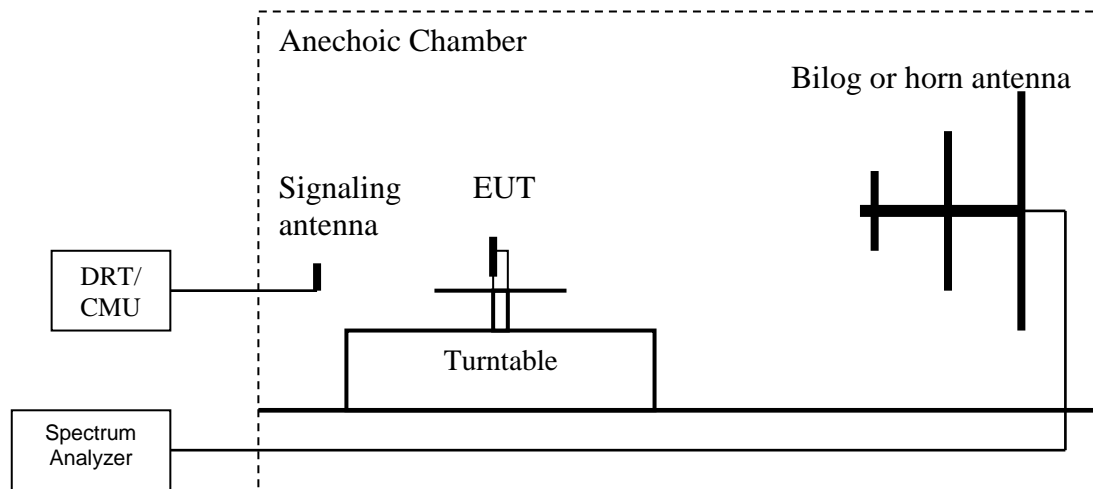 Anechoic Chamber
Bilog or horn antenna
Signaling
antenna
EUT
DRT/
CMU
Turntable
Spectrum
Analyzer